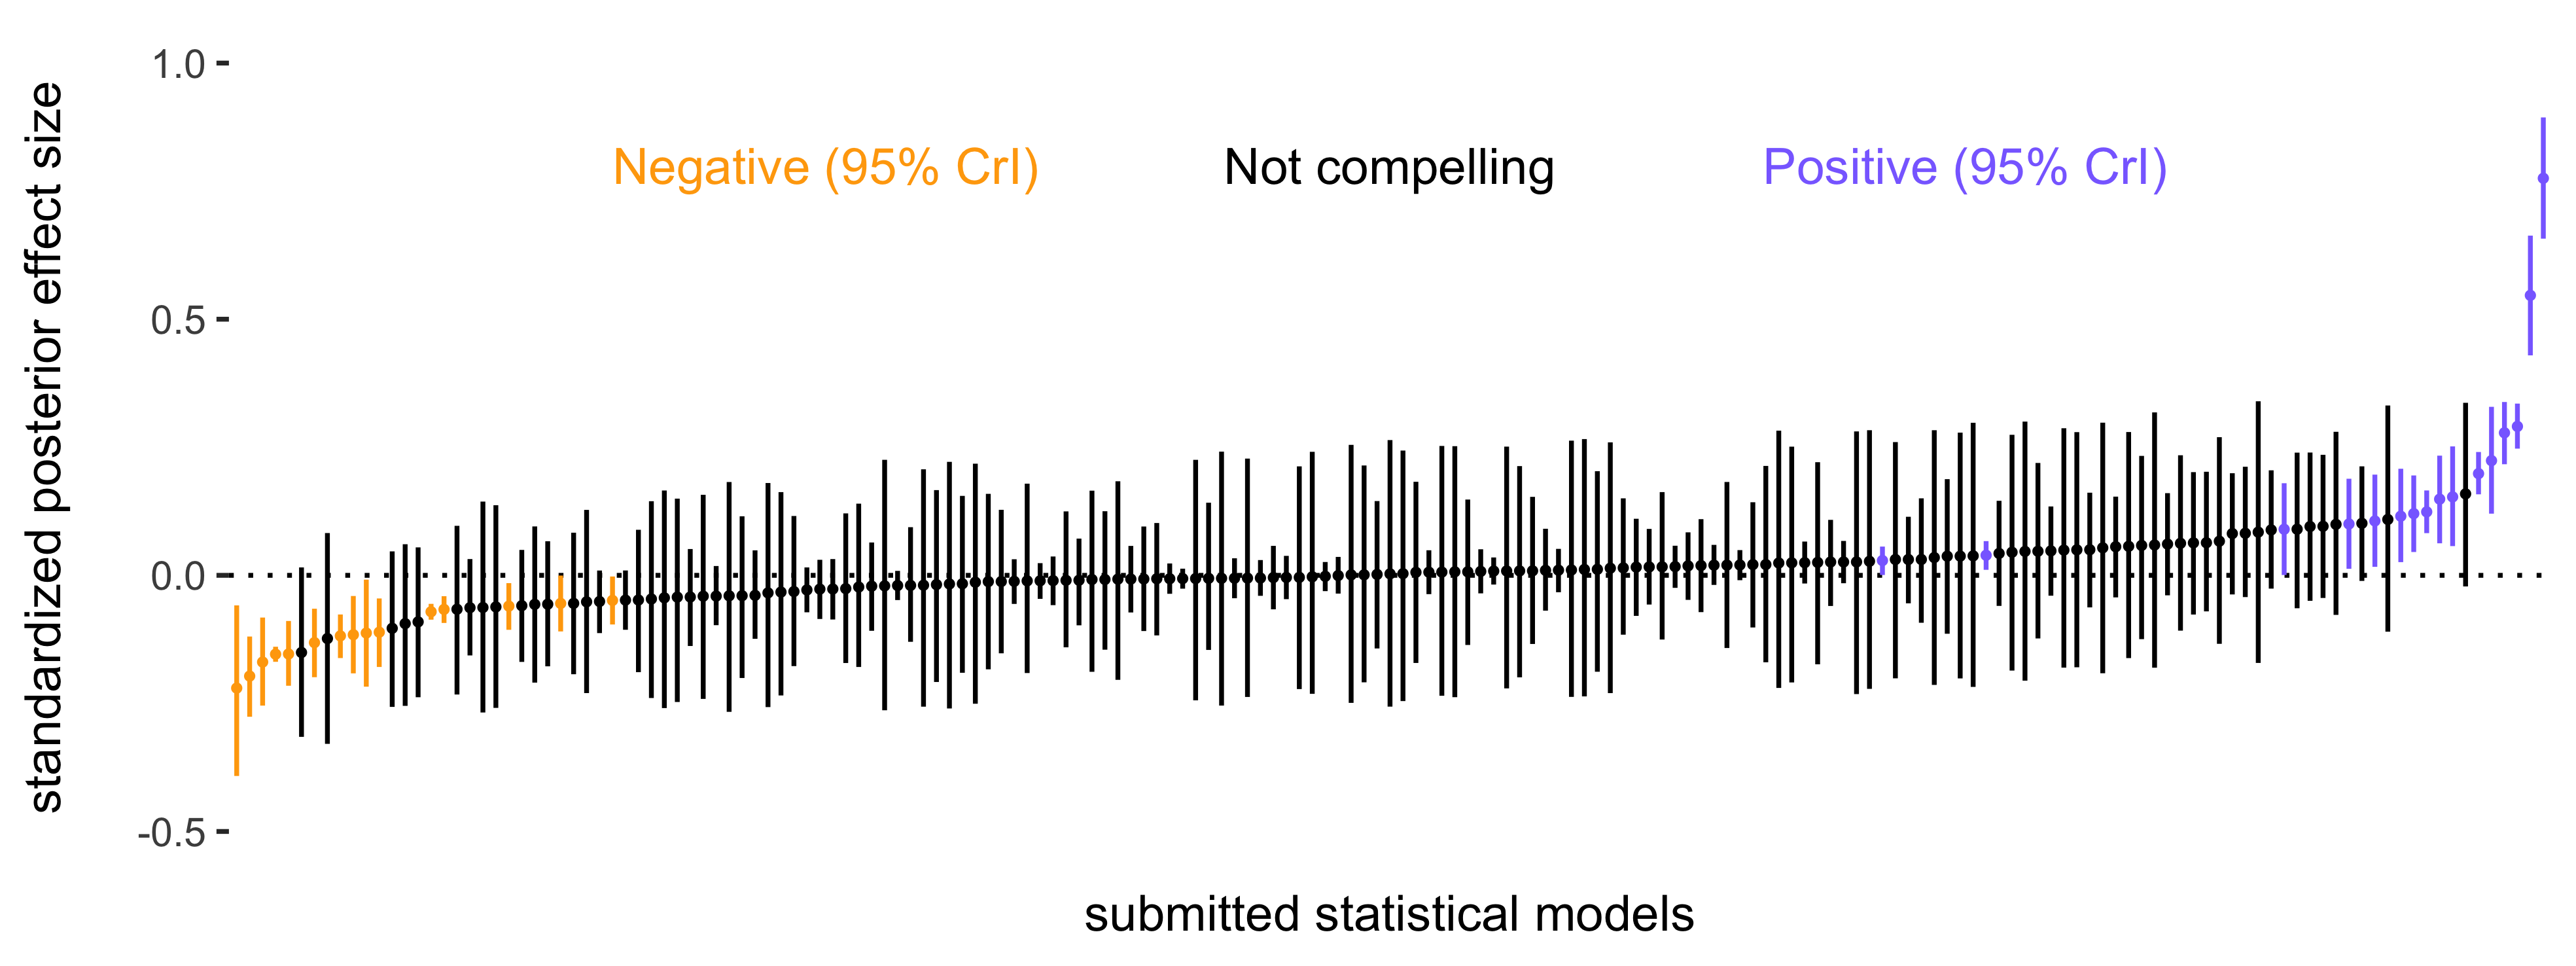 standardized posterior effect size
1.0
0.5
0.0
-0.5
Negative (95% CrI)
Not compelling
Positive (95% CrI)
submitted statistical models